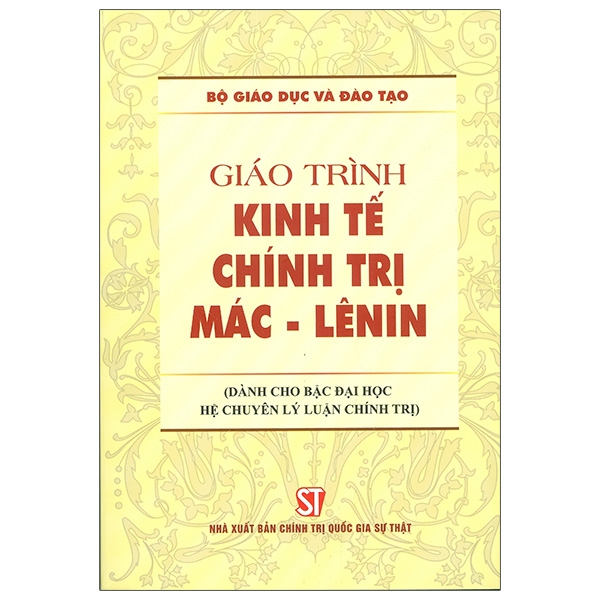 BỘ GIÁO DỤC VÀ ĐÀO TẠO
GIÁO TRÌNH
KINH TẾ
CHÍNH TRỊ
MÁC - LÊNIN
(DÀNH CHO BẬC ĐẠI HỌC
HỆ CHUYÊN LÝ LUẬN CHÍNH TRỊ)
ST
NHÀ XUẤT BẢN CHÍNH TRỊ QUỐC GIA SỰ THẬT